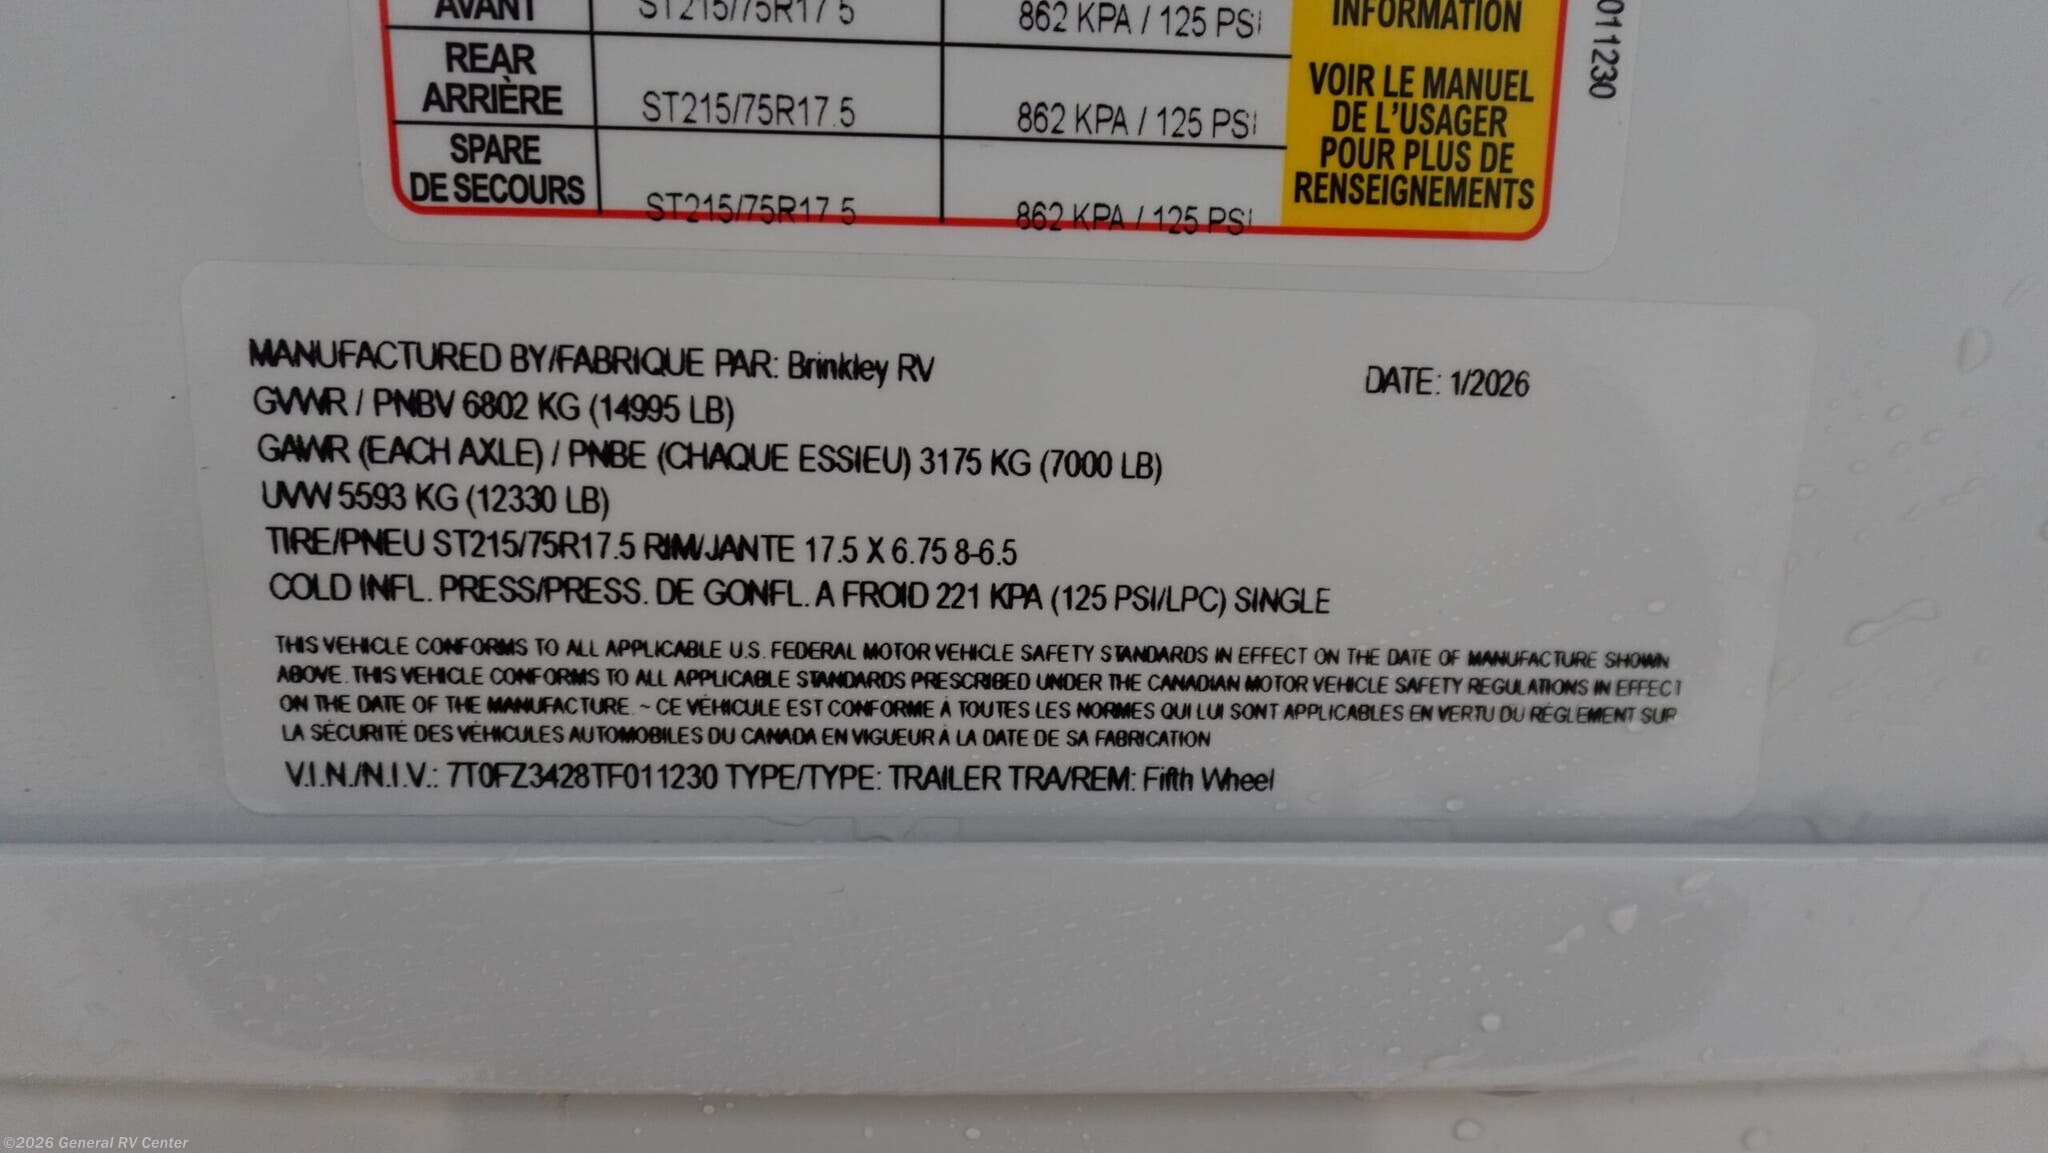 AVANT ST215/75R17.5 862 KPA / 125 PSI
INFORMATION
REAR
ARRIÈRE ST215/75R17.5 862 KPA / 125 PSI
SPARE
DE SECOURS ST215/75R17.5 862 KPA / 125 PSI
VOIR LE MANUEL
DE L'USAGER
POUR PLUS DE
RENSEIGNEMENTS
011230
MANUFACTURED BY/FABRIQUE PAR: Brinkley RV DATE: 1/2026
GVWR / PNBV 6802 KG (14995 LB)
GAWR (EACH AXLE) / PNBE (CHAQUE ESSIEU) 3175 KG (7000 LB)
UVW 5593 KG (12330 LB)
TIRE/PNEU ST215/75R17.5 RIM/JANTE 17.5 X 6.75 8-6.5
COLD INFL. PRESS/PRESS. DE GONFL. A FROID 221 KPA (125 PSI/LPC) SINGLE
THIS VEHICLE CONFORMS TO ALL APPLICABLE U.S. FEDERAL MOTOR VEHICLE SAFETY STANDARDS IN EFFECT ON THE DATE OF MANUFACTURE SHOWN
ABOVE. THIS VEHICLE CONFORMS TO ALL APPLICABLE STANDARDS PRESCRIBED UNDER THE CANADIAN MOTOR VEHICLE SAFETY REGULATIONS IN EFFECT
ON THE DATE OF THE MANUFACTURE. ~ CE VÉHICULE EST CONFORME À TOUTES LES NORMES QUI LUI SONT APPLICABLES EN VERTU DU RÉGLEMENT SUR
LA SÉCURITÉ DES VÉHICULES AUTOMOBILES DU CANADA EN VIGUEUR À LA DATE DE SA FABRICATION
V.I.N./N.I.V.: 7T0FZ3428TF011230 TYPE/TYPE: TRAILER TRA/REM: Fifth Wheel
©2026 General RV Center